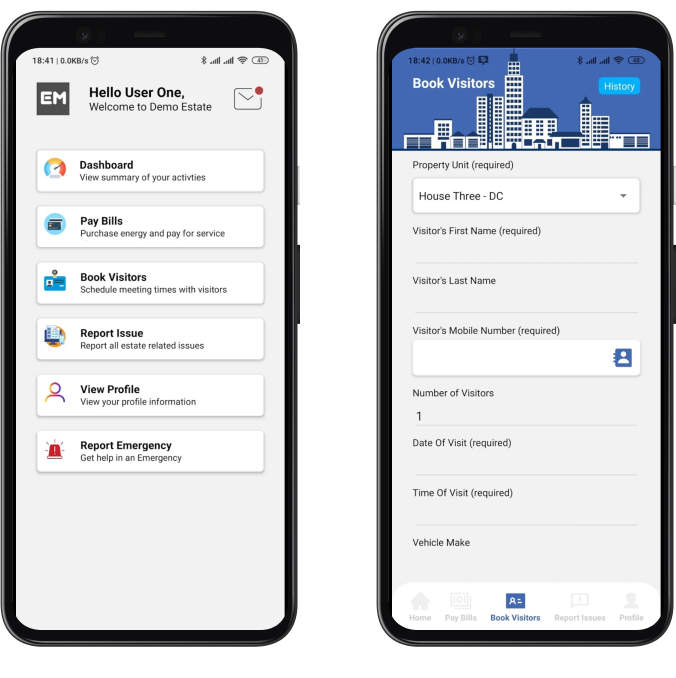 18:41 | 0.0KB/s
41
EM
Hello User One,
Welcome to Demo Estate
Dashboard
View summary of your activties
Pay Bills
Purchase energy and pay for service
Book Visitors
Schedule meeting times with visitors
Report Issue
Report all estate related issues
View Profile
View your profile information
Report Emergency
Get help in an Emergency
18:42 | 0.0KB/s
40
Book Visitors
History
Property Unit (required)
House Three - DC
Visitor's First Name (required)
Visitor's Last Name
Visitor's Mobile Number (required)
Number of Visitors
1
Date Of Visit (required)
Time Of Visit (required)
Vehicle Make
Home Pay Bills Book Visitors Report Issues Profile